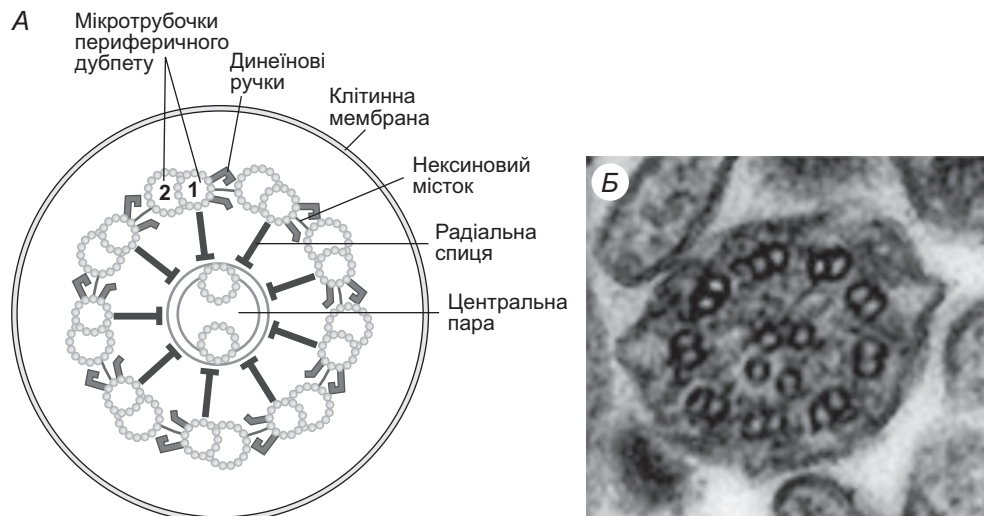 А
Мікротрубочки
периферичного
дубпету
Динеїнові
ручки
Клітинна
мембрана
Нексиновий
місток
Радіальна
спиця
Центральна
пара
2 1
Б